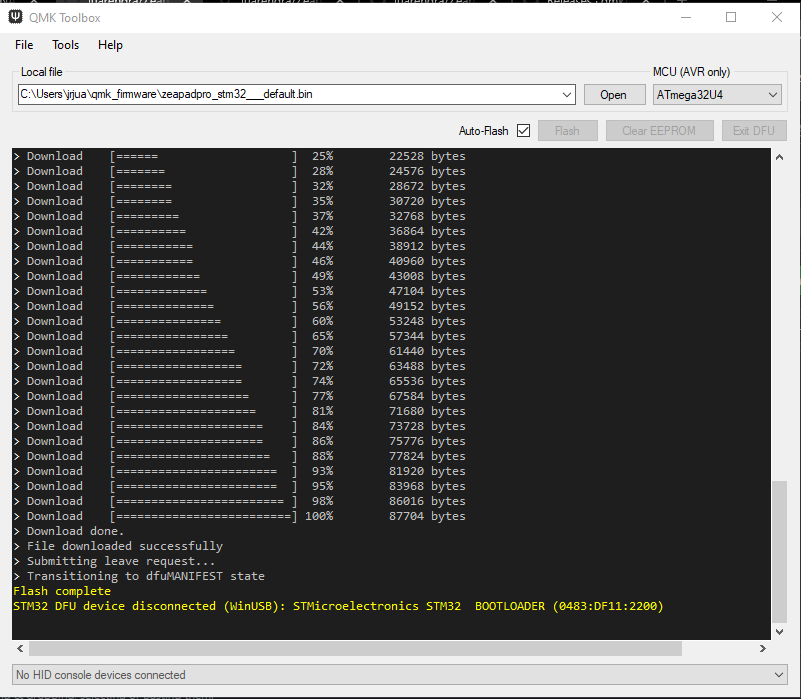 QMK Toolbox
File Tools Help
Local file
MCU (AVR only)
C:\Users\jrjua\qmk_firmware\zeapadpro_stm32___default.bin
Open
ATmega32U4
Auto-Flash
Flash
Clear EEPROM
Exit DFU
> Download [====== ] 25% 22528 bytes
> Download [======= ] 28% 24576 bytes
> Download [======== ] 32% 28672 bytes
> Download [======== ] 35% 30720 bytes
> Download [========= ] 37% 32768 bytes
> Download [========== ] 42% 36864 bytes
> Download [=========== ] 44% 38912 bytes
> Download [=========== ] 46% 40960 bytes
> Download [============ ] 49% 43008 bytes
> Download [============= ] 53% 47104 bytes
> Download [============== ] 56% 49152 bytes
> Download [=============== ] 60% 53248 bytes
> Download [================ ] 65% 57344 bytes
> Download [================= ] 70% 61440 bytes
> Download [================== ] 72% 63488 bytes
> Download [================== ] 74% 65536 bytes
> Download [=================== ] 77% 67584 bytes
> Download [==================== ] 81% 71680 bytes
> Download [===================== ] 84% 73728 bytes
> Download [===================== ] 86% 75776 bytes
> Download [====================== ] 88% 77824 bytes
> Download [======================= ] 93% 81920 bytes
> Download [======================= ] 95% 83968 bytes
> Download [======================== ] 98% 86016 bytes
> Download [=========================] 100% 87704 bytes
> Download done.
> File downloaded successfully
> Submitting leave request...
> Transitioning to dfuMANIFEST state
Flash complete
STM32 DFU device disconnected (WinUSB): STMicroelectronics STM32 BOOTLOADER (0483:DF11:2200)
No HID console devices connected